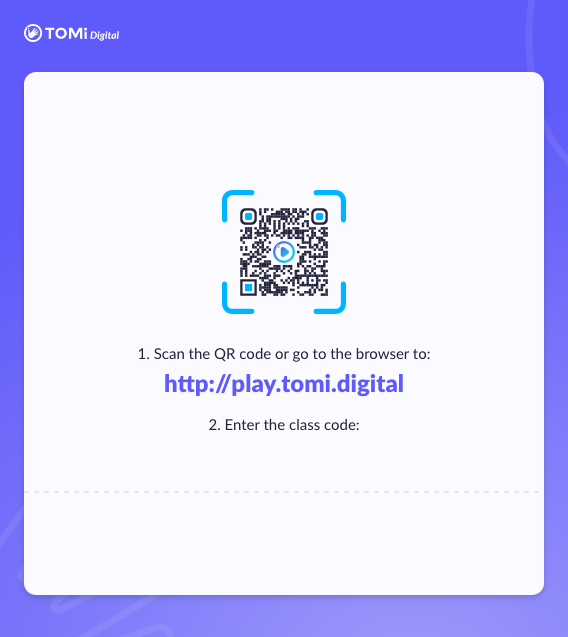 TOMi Digital
1. Scan the QR code or go to the browser to:
http://play.tomi.digital
2. Enter the class code: